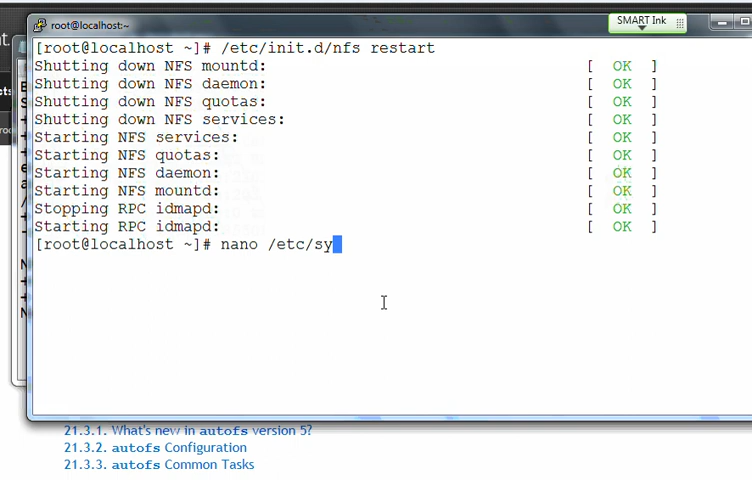 root@localhost:~
SMART Ink
[root@localhost ~]# /etc/init.d/nfs restart
Shutting down NFS mountd: [ OK ]
Shutting down NFS daemon: [ OK ]
Shutting down NFS quotas: [ OK ]
Shutting down NFS services: [ OK ]
Starting NFS services: [ OK ]
Starting NFS quotas: [ OK ]
Starting NFS daemon: [ OK ]
Starting NFS mountd: [ OK ]
Stopping RPC idmapd: [ OK ]
Starting RPC idmapd: [ OK ]
[root@localhost ~]# nano /etc/sy
21.3.1. What's new in autofs version 5?
21.3.2. autofs Configuration
21.3.3. autofs Common Tasks